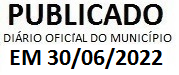 PUBLICADO
DIÁRIO OFICIAL DO MUNICÍPIO
EM 30/06/2022